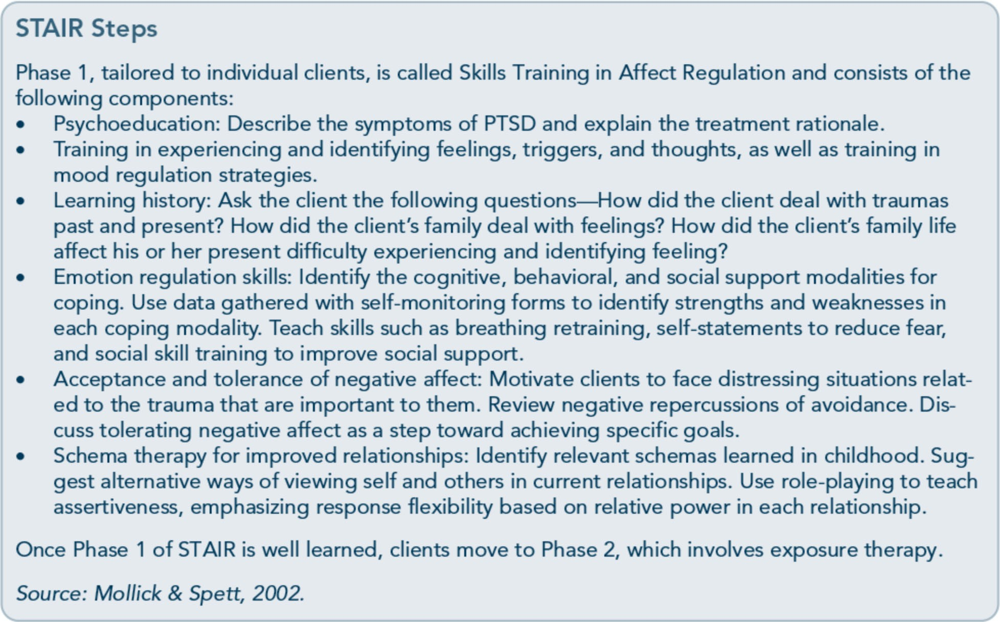 STAIR Steps
Phase 1, tailored to individual clients, is called Skills Training in Affect Regulation and consists of the
following components:
• Psychoeducation: Describe the symptoms of PTSD and explain the treatment rationale.
• Training in experiencing and identifying feelings, triggers, and thoughts, as well as training in
mood regulation strategies.
• Learning history: Ask the client the following questions—How did the client deal with traumas
past and present? How did the client’s family deal with feelings? How did the client’s family life
affect his or her present difficulty experiencing and identifying feeling?
• Emotion regulation skills: Identify the cognitive, behavioral, and social support modalities for
coping. Use data gathered with self-monitoring forms to identify strengths and weaknesses in
each coping modality. Teach skills such as breathing retraining, self-statements to reduce fear,
and social skill training to improve social support.
• Acceptance and tolerance of negative affect: Motivate clients to face distressing situations relat-
ed to the trauma that are important to them. Review negative repercussions of avoidance. Dis-
cuss tolerating negative affect as a step toward achieving specific goals.
• Schema therapy for improved relationships: Identify relevant schemas learned in childhood. Sug-
gest alternative ways of viewing self and others in current relationships. Use role-playing to teach
assertiveness, emphasizing response flexibility based on relative power in each relationship.
Once Phase 1 of STAIR is well learned, clients move to Phase 2, which involves exposure therapy.
Source: Mollick & Spett, 2002.